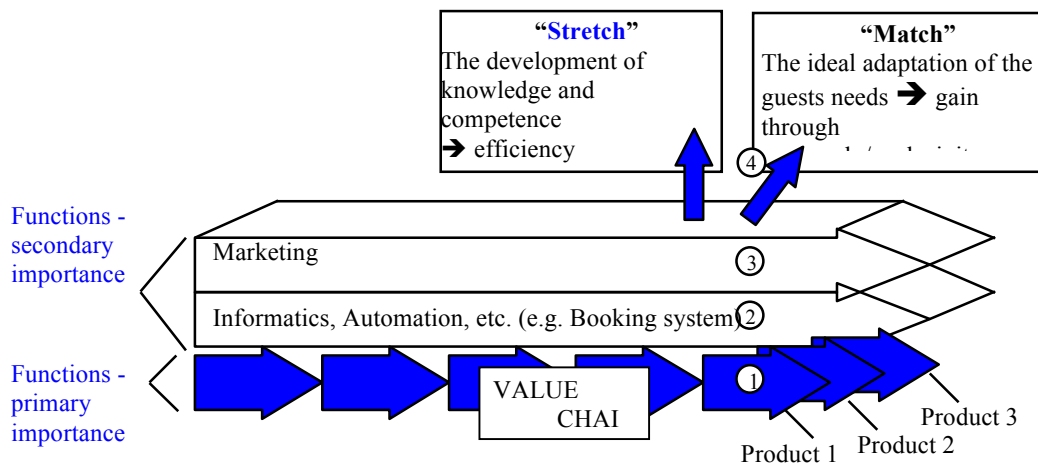 “Stretch”
The development of
knowledge and
competence
➔ efficiency
“Match”
The ideal adaptation of the
guests needs ➔ gain
through
4
Functions -
secondary
importance
Marketing
3
Informatics, Automation, etc. (e.g. Booking system)
2
Functions -
primary
importance
VALUE
CHAI
1
Product 1
Product 2
Product 3